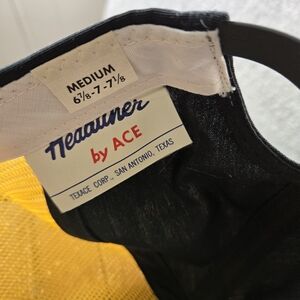 MEDIUM
6⅞-7-7⅛
Headliner
by ACE
TEXACE CORP., SAN ANTONIO, TEXAS